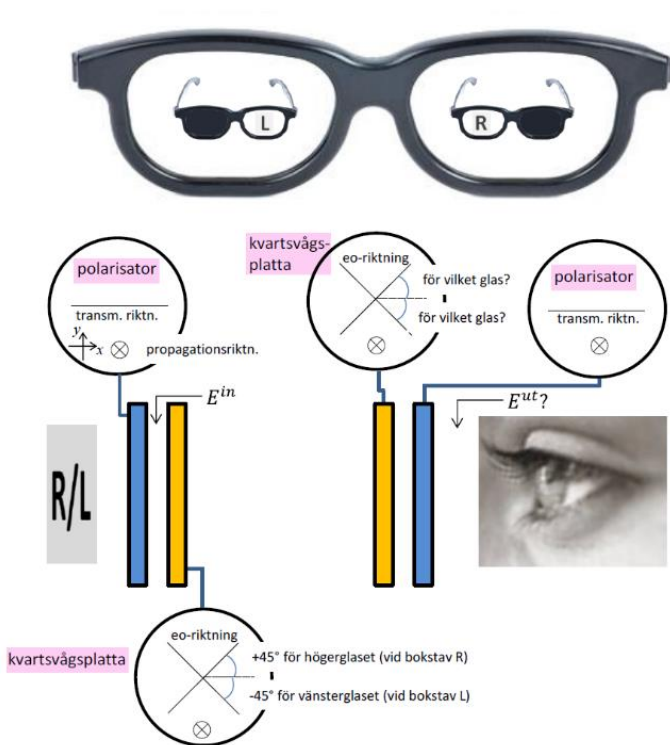 L
R
polarisator
transm. riktn.
y
x
propagationsriktn.
kvartsvågs-
platta
eo-riktning
för vilket glas?
för vilket glas?
polarisator
transm. riktn.
E^{in}
E^{ut}?
R/L
kvartsvågsplatta
eo-riktning
+45° för högerglaset (vid bokstav R)
-45° för vänsterglaset (vid bokstav L)